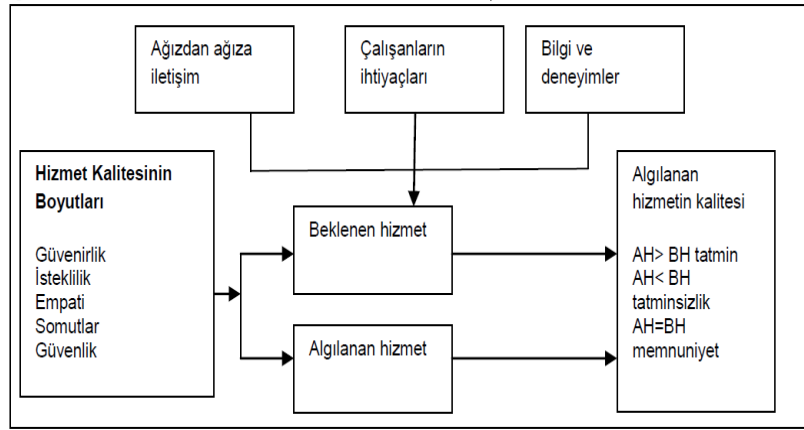 Ağızdan ağıza
iletişim
Çalışanların
ihtiyaçları
Bilgi ve
deneyimler
Hizmet Kalitesinin
Boyutları
Güvenirlik
İsteklilik
Empati
Somutlar
Güvenlik
Beklenen hizmet
Algılanan hizmet
Algılanan
hizmetin kalitesi
AH> BH tatmin
AH< BH
tatminsizlik
AH=BH
memnuniyet